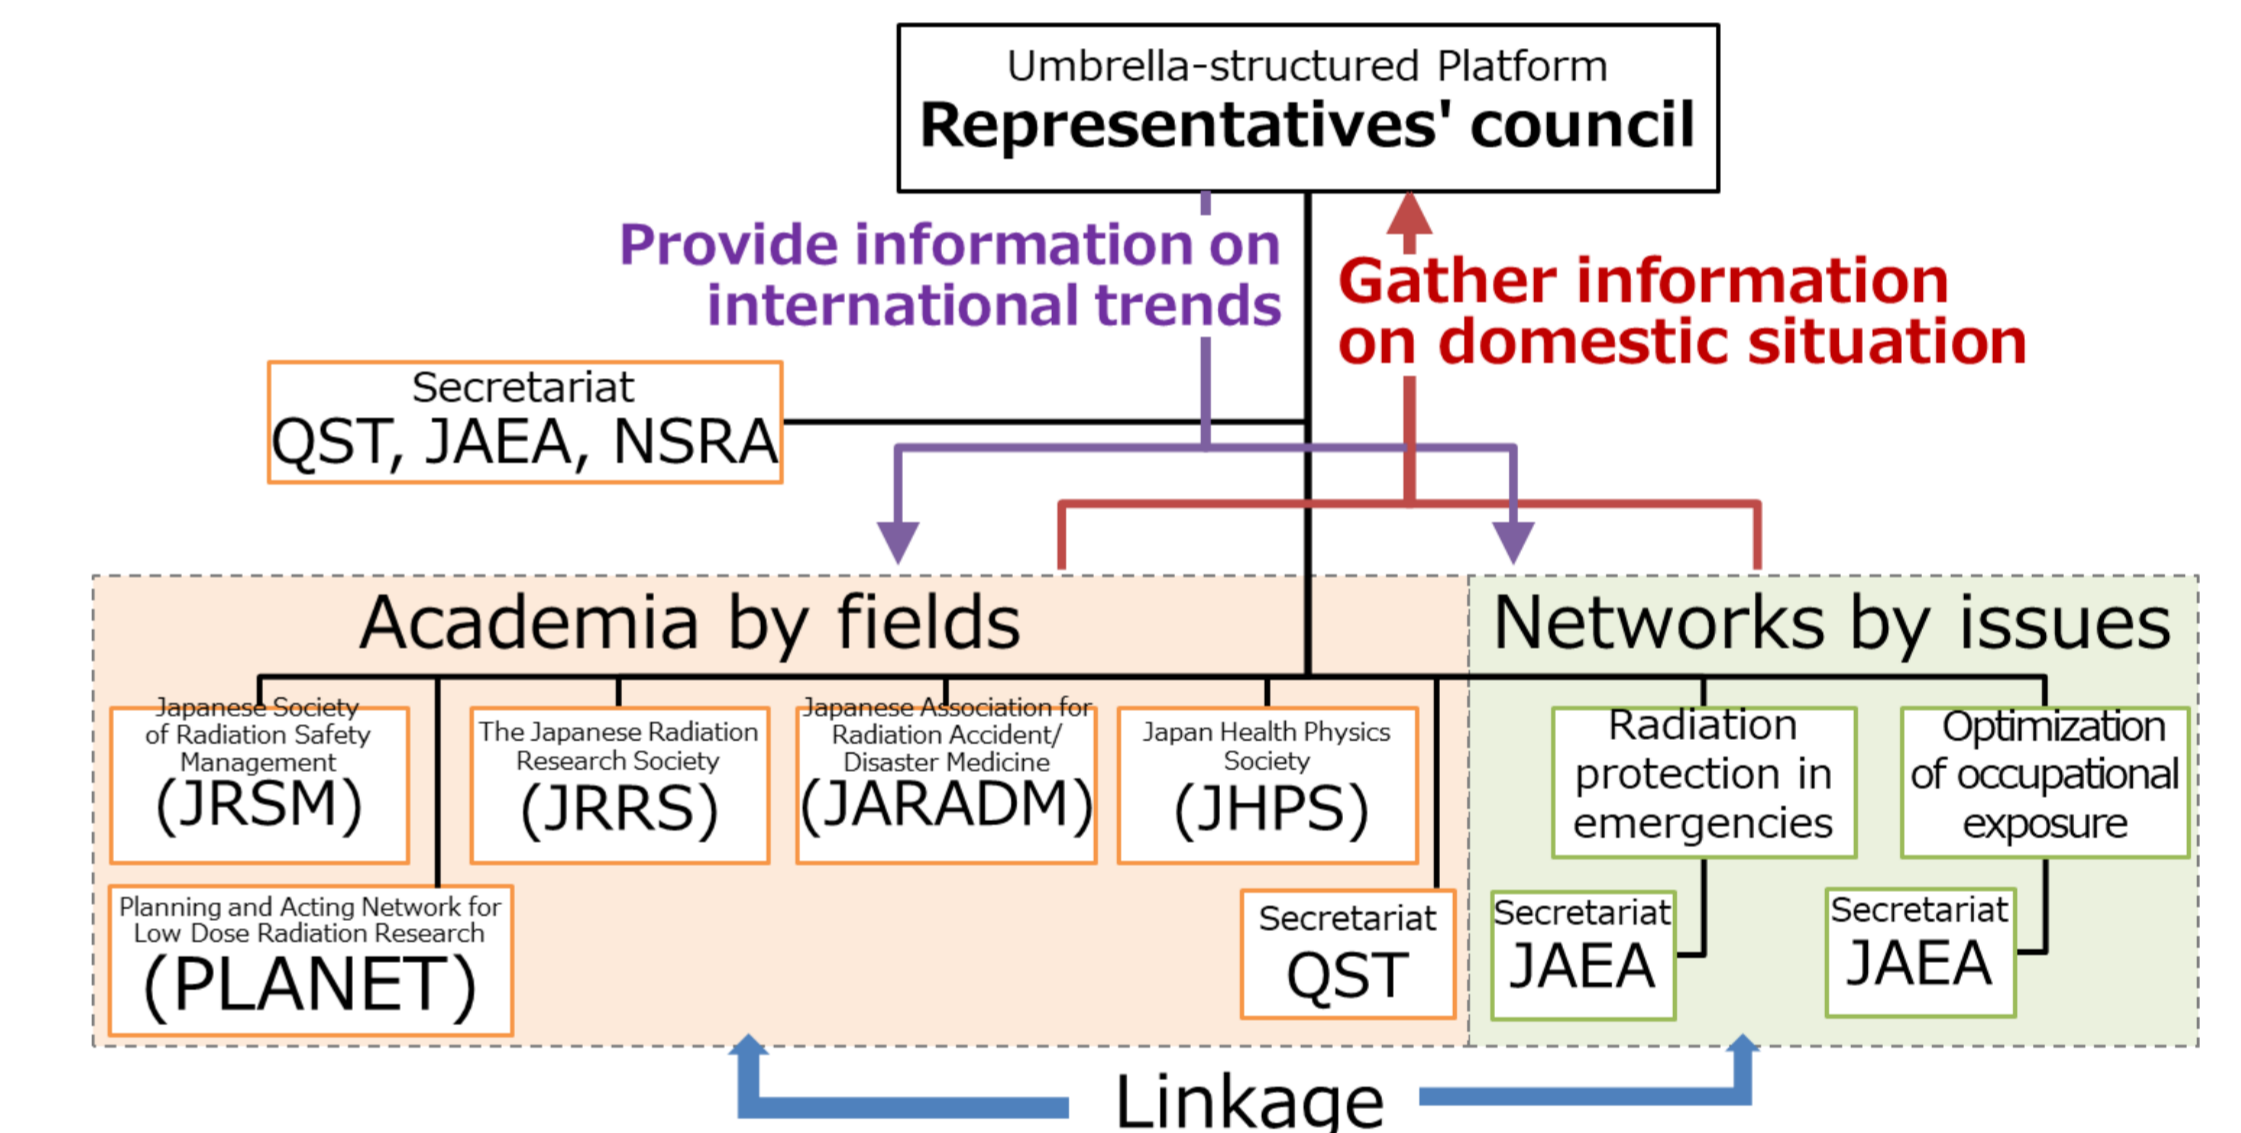 Umbrella-structured Platform
Representatives' council
Provide information on
international trends
Gather information
on domestic situation
Secretariat
QST, JAEA, NSRA
Academia by fields
Networks by issues
Japanese Society
of Radiation Safety
Management
(JRSM)
The Japanese Radiation
Research Society
(JRRS)
Japanese Association for
Radiation Accident/
Disaster Medicine
(JARADM)
Japan Health Physics
Society
(JHPS)
Radiation
protection in
emergencies
Optimization
of occupational
exposure
Planning and Acting Network for
Low Dose Radiation Research
(PLANET)
Secretariat
QST
Secretariat
JAEA
Secretariat
JAEA
Linkage